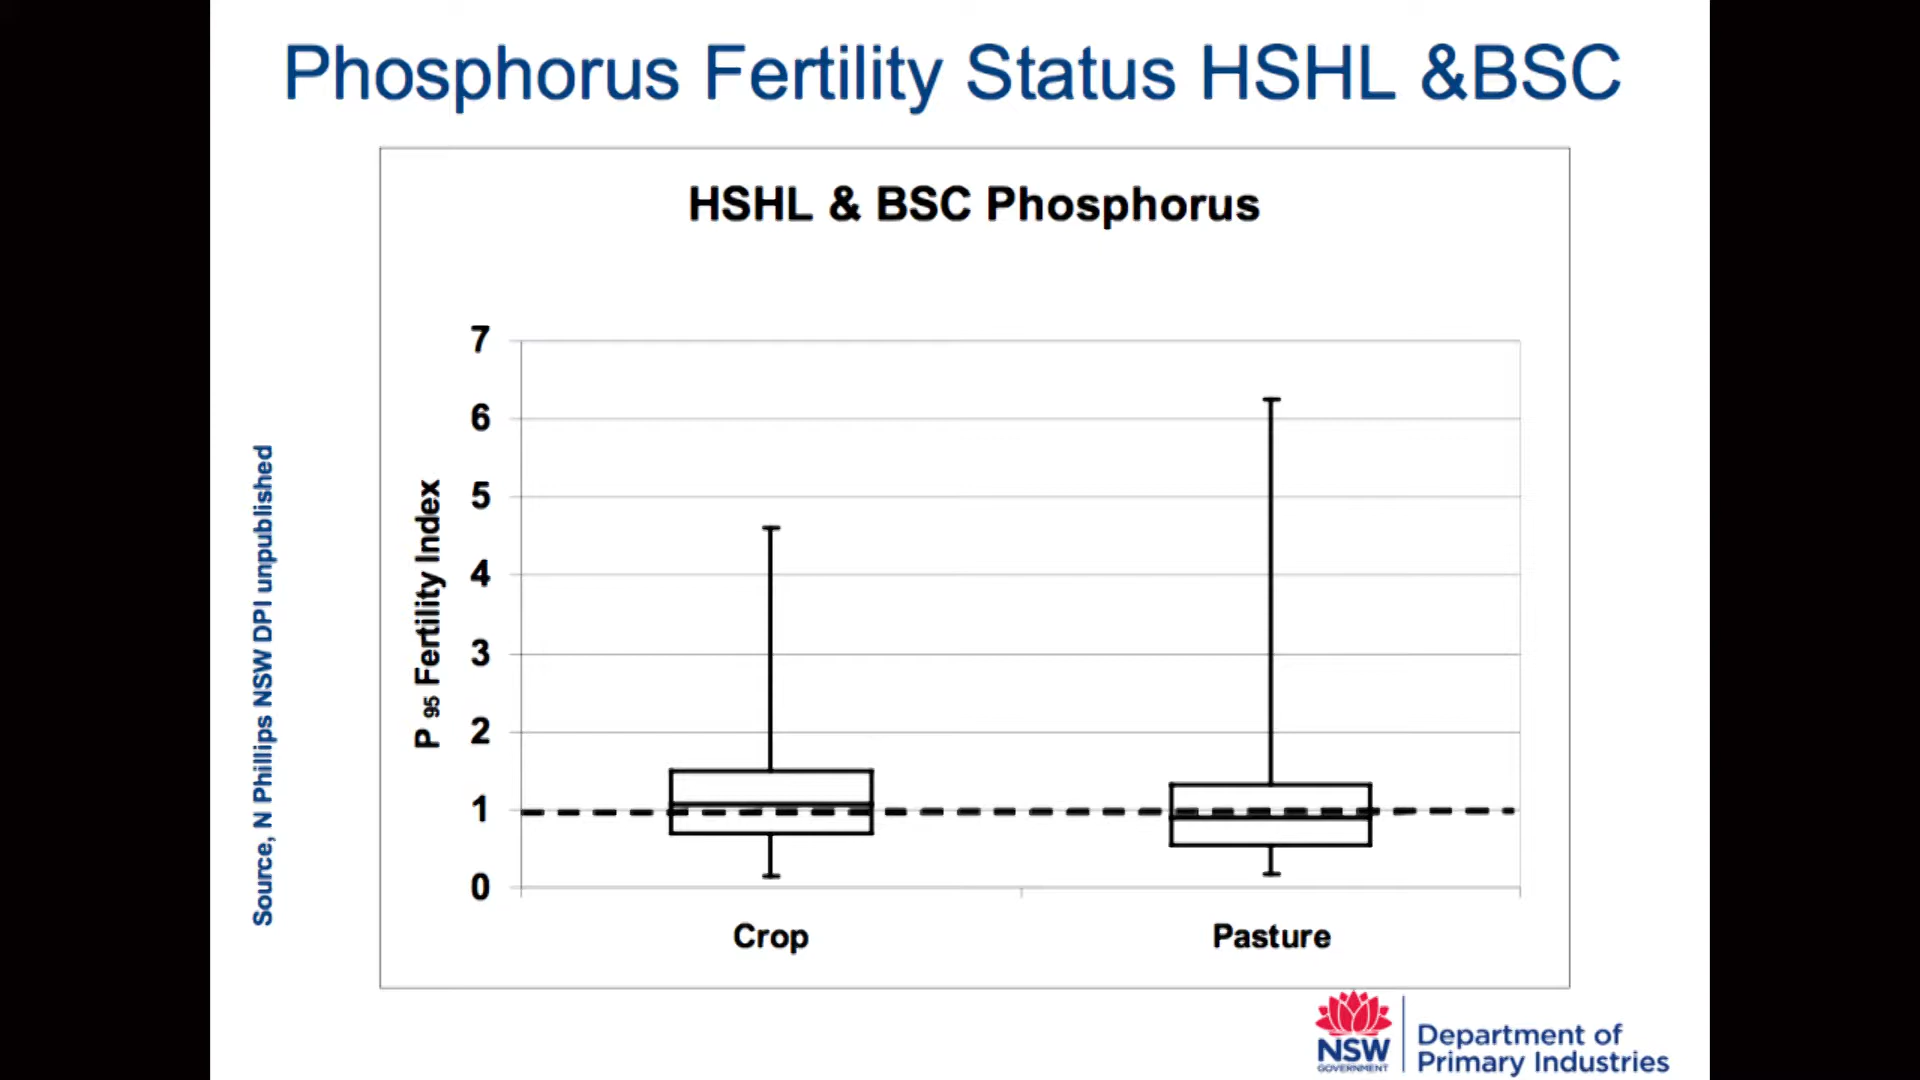 Phosphorus Fertility Status HSHL &BSC
HSHL & BSC Phosphorus
Source, N Phillips NSW DPI unpublished
P 95 Fertility Index
7
6
5
4
3
2
1
0
Crop
Pasture
NSW
GOVERNMENT
Department of
Primary Industries